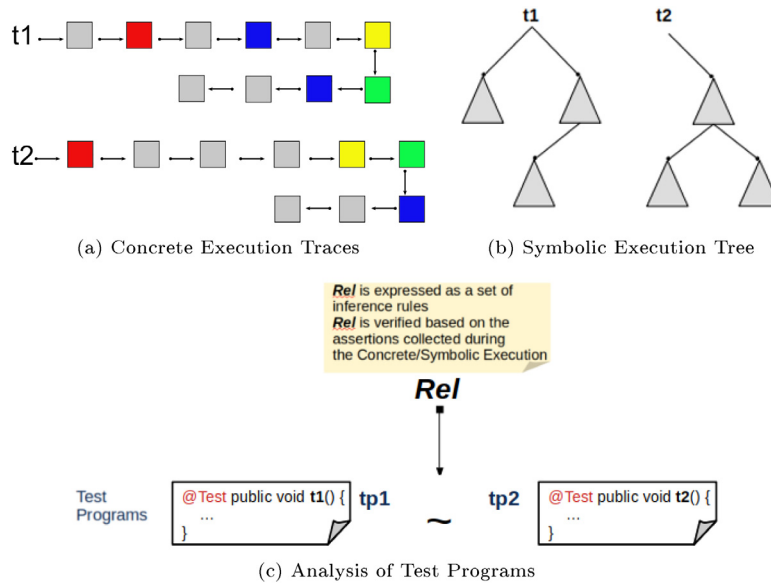 t1
t2
(a) Concrete Execution Traces
t1 t2
(b) Symbolic Execution Tree
Rel is expressed as a set of
inference rules
Rel is verified based on the
assertions collected during
the Concrete/Symbolic Execution
Rel
Test
Programs
@Test public void t1() {
...
}
tp1
~
tp2
@Test public void t2() {
...
}
(c) Analysis of Test Programs